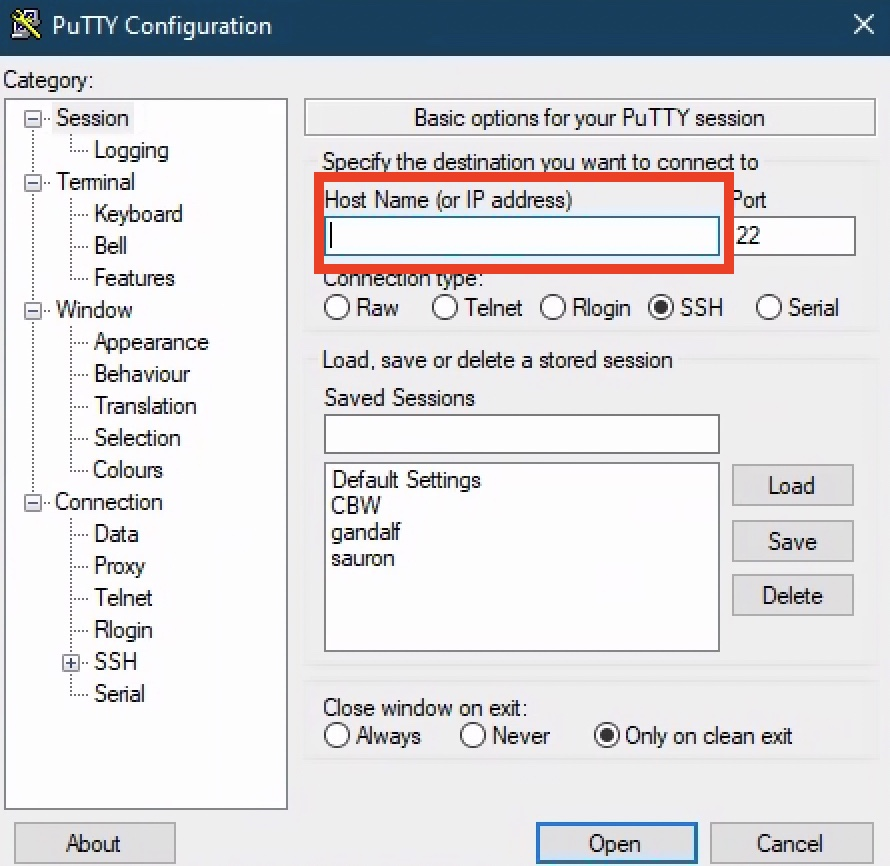 PuTTY Configuration
Category:
Session
Logging
Terminal
Keyboard
Bell
Features
Window
Appearance
Behaviour
Translation
Selection
Colours
Connection
Data
Proxy
Telnet
Rlogin
SSH
Serial
Basic options for your PuTTY session
Specify the destination you want to connect to
Host Name (or IP address) Port
22
Connection type:
Raw Telnet Rlogin SSH Serial
Load, save or delete a stored session
Saved Sessions
Default Settings
CBW
gandalf
sauron
Load
Save
Delete
Close window on exit:
Always Never Only on clean exit
About Open Cancel